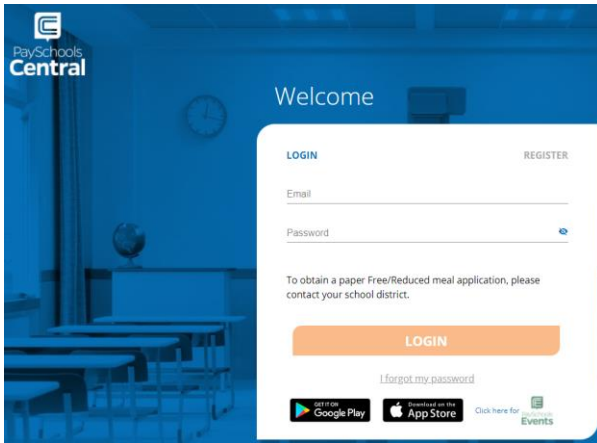 PaySchools
Central
Welcome
LOGIN
REGISTER
Email
Password
To obtain a paper Free/Reduced meal application, please
contact your school district.
LOGIN
I forgot my password
GET IT ON
Google Play
Download on the
App Store
Click here for
PaySchools
Events